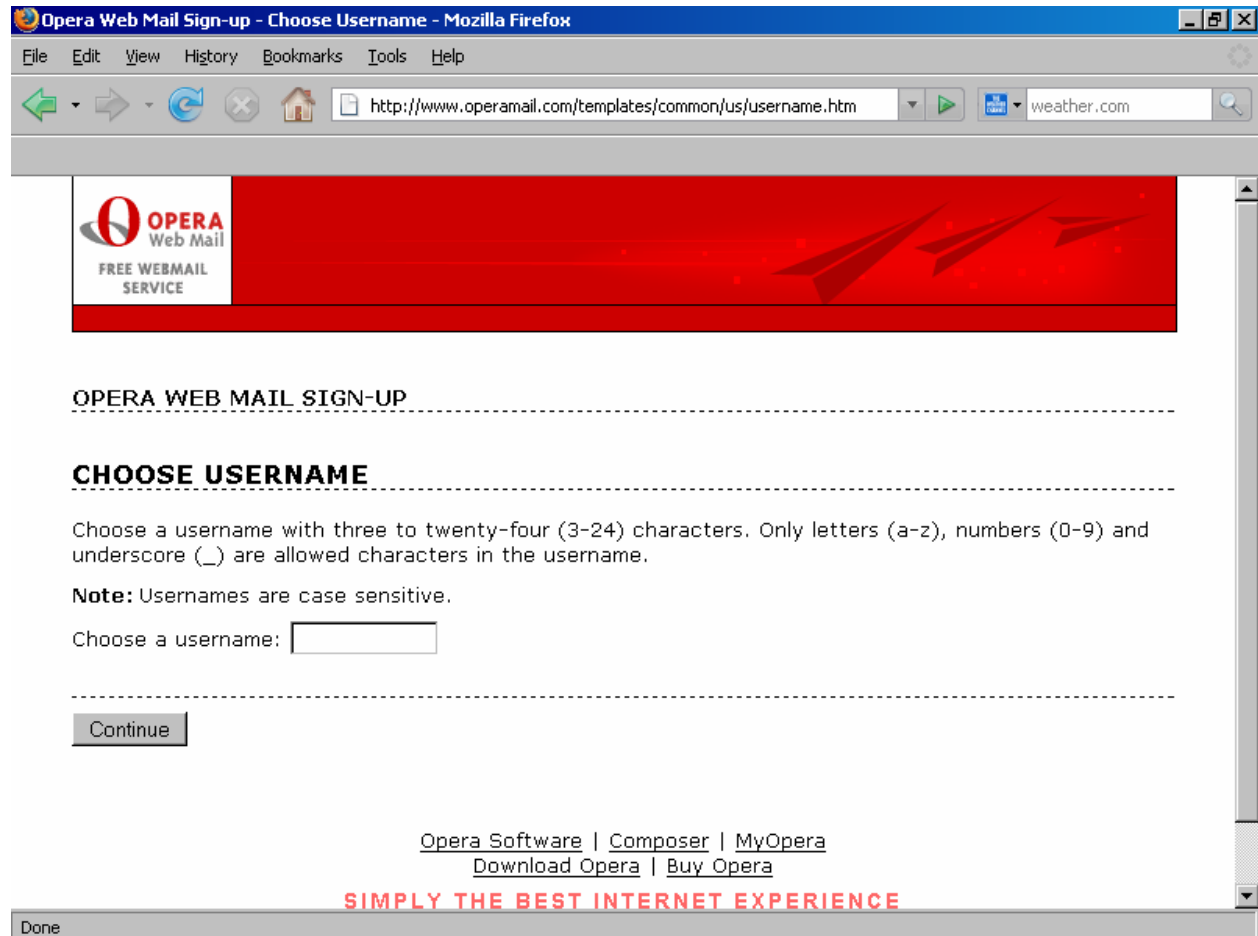 Opera Web Mail Sign-up - Choose Username - Mozilla Firefox
File Edit View History Bookmarks Tools Help
http://www.operamail.com/templates/common/us/username.htm weather.com
OPERA
Web Mail
FREE WEBMAIL
SERVICE
OPERA WEB MAIL SIGN-UP
CHOOSE USERNAME
Choose a username with three to twenty-four (3-24) characters. Only letters (a-z), numbers (0-9) and
underscore (_) are allowed characters in the username.
Note: Usernames are case sensitive.
Choose a username:
Continue
Opera Software | Composer | MyOpera
Download Opera | Buy Opera
SIMPLY THE BEST INTERNET EXPERIENCE
Done